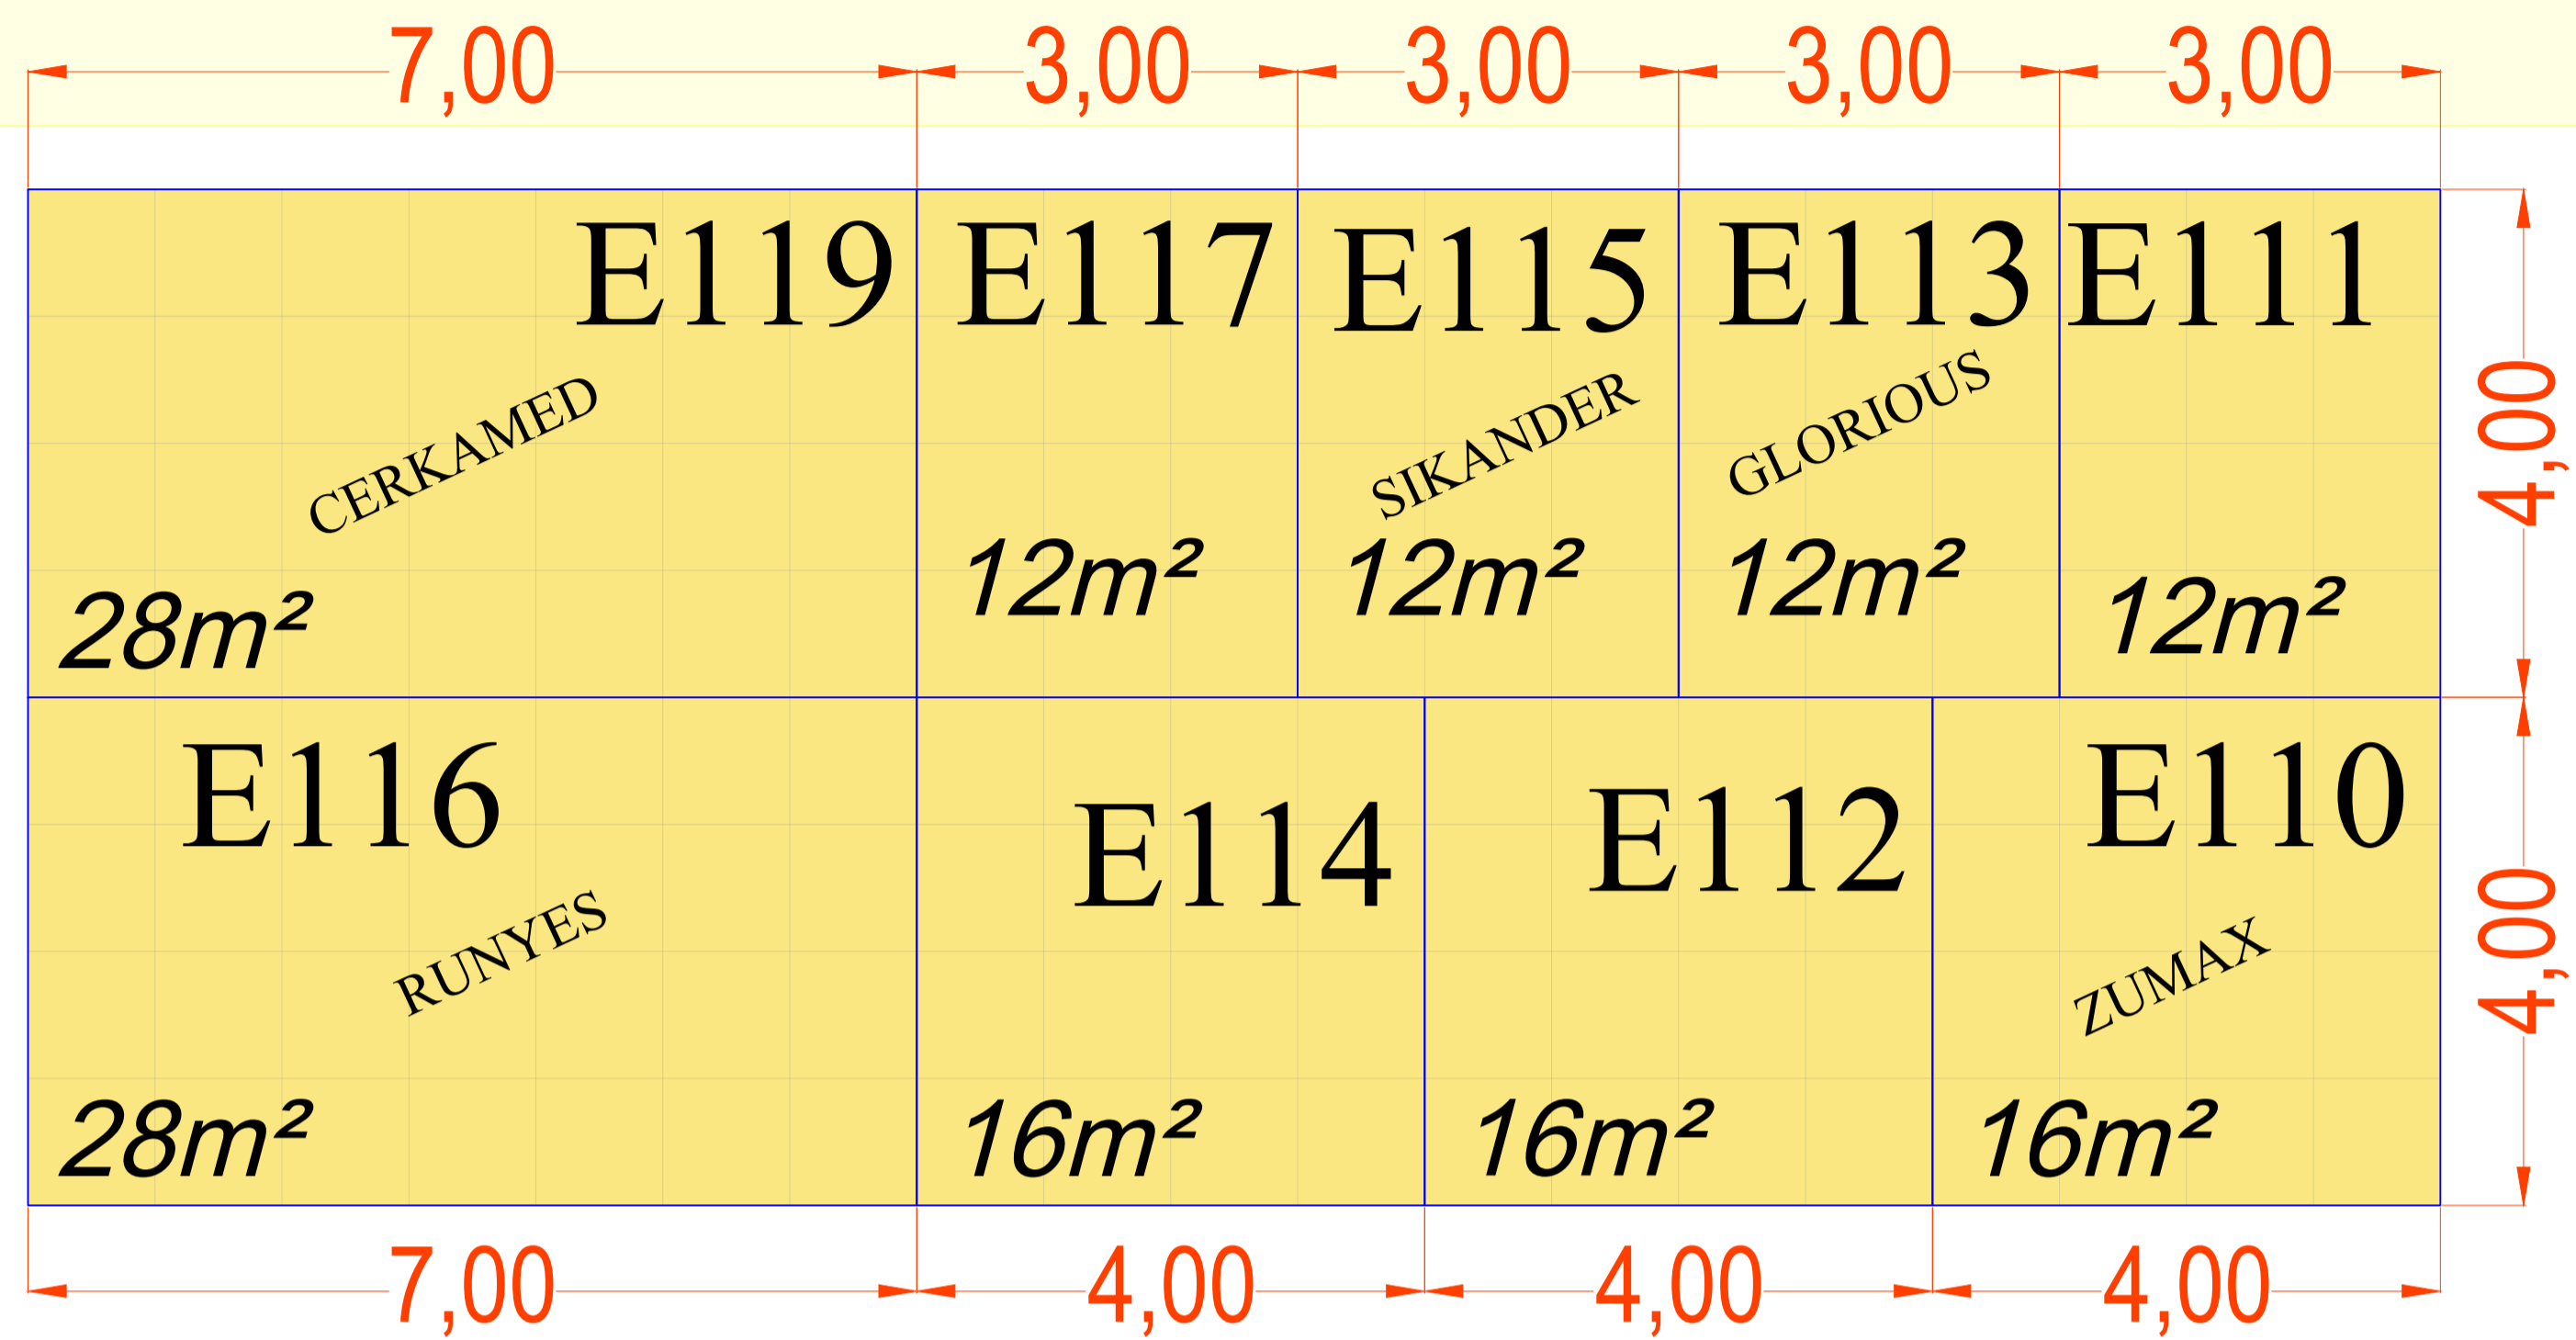 7,00 3,00 3,00 3,00 3,00
E119 E117 E115 E113 E111
CERKAMED SIKANDER GLORIOUS
4,00
28m² 12m² 12m² 12m² 12m²
E116 E114 E112 E110
RUNYES ZUMAX
4,00
28m² 16m² 16m² 16m²
7,00 4,00 4,00 4,00